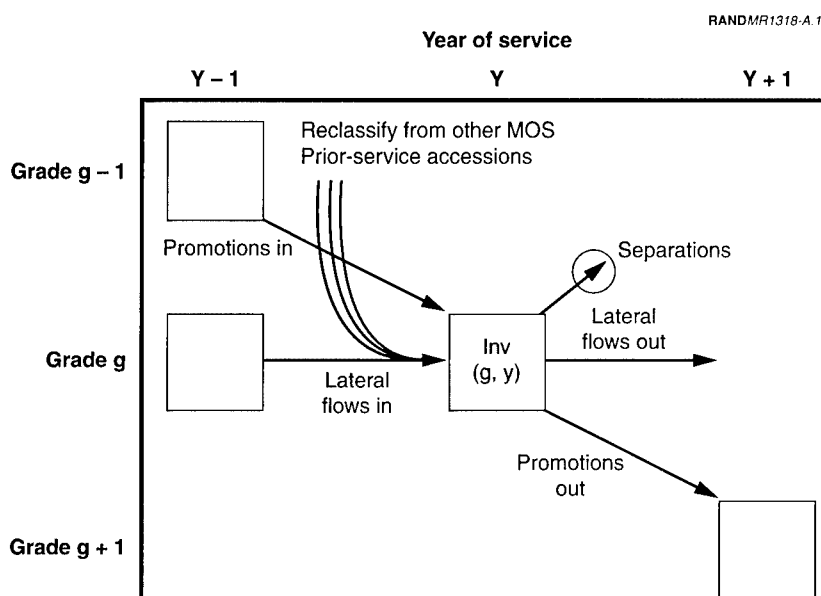 RANDMR1318-A.1
Year of service
Y – 1
Y
Y + 1
Reclassify from other MOS
Prior-service accessions
Grade g – 1
Promotions in
Separations
Lateral
flows out
Grade g
Inv
(g, y)
Lateral
flows in
Promotions
out
Grade g + 1